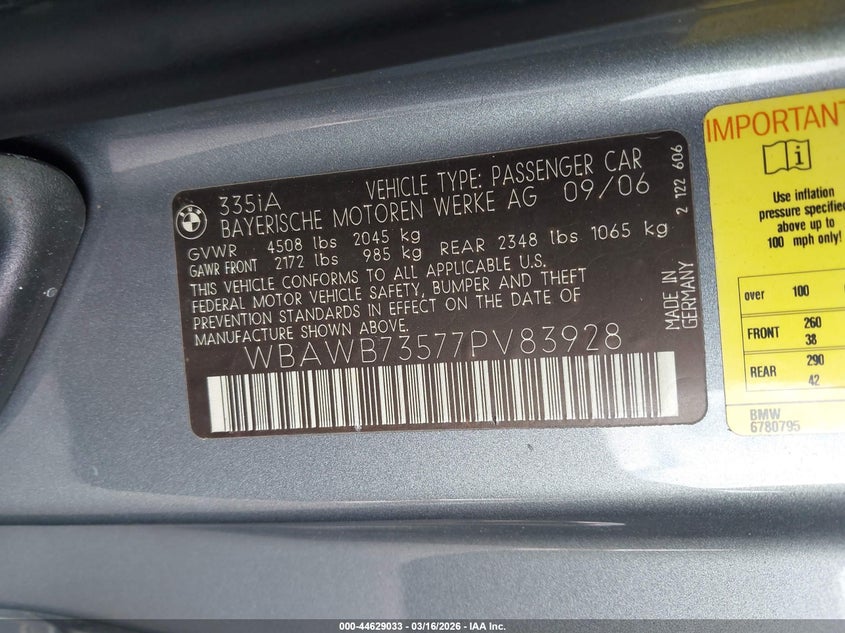 335iA VEHICLE TYPE: PASSENGER CAR
BAYERISCHE MOTOREN WERKE AG 09/06
GVWR 4508 lbs 2045 kg
GAWR FRONT 2172 lbs 985 kg REAR 2348 lbs 1065 kg
THIS VEHICLE CONFORMS TO ALL APPLICABLE U.S.
FEDERAL MOTOR VEHICLE SAFETY, BUMPER AND THEFT
PREVENTION STANDARDS IN EFFECT ON THE DATE OF
MANUFACTURE SHOWN ABOVE.
WBAWB73577PV83928
2 122 606
MADE IN
GERMANY
IMPORTANT
Use inflation
pressure specified
above up to
100 mph only!
over 100
FRONT 260
38
REAR 290
42
BMW
6780795
000-44629033 - 03/16/2026 - IAA Inc.